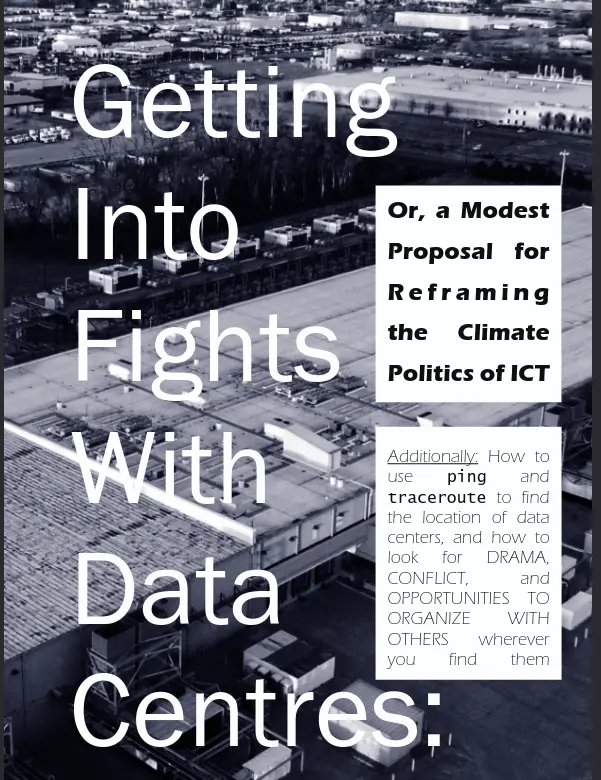 Getting
Into
Fights
With
Data
Centres:
Or, a Modest
Proposal for
Reframing
the Climate
Politics of ICT
Additionally: How to
use ping and
traceroute to find
the location of data
centers, and how to
look for DRAMA,
CONFLICT, and
OPPORTUNITIES TO
ORGANIZE WITH
OTHERS wherever
you find them